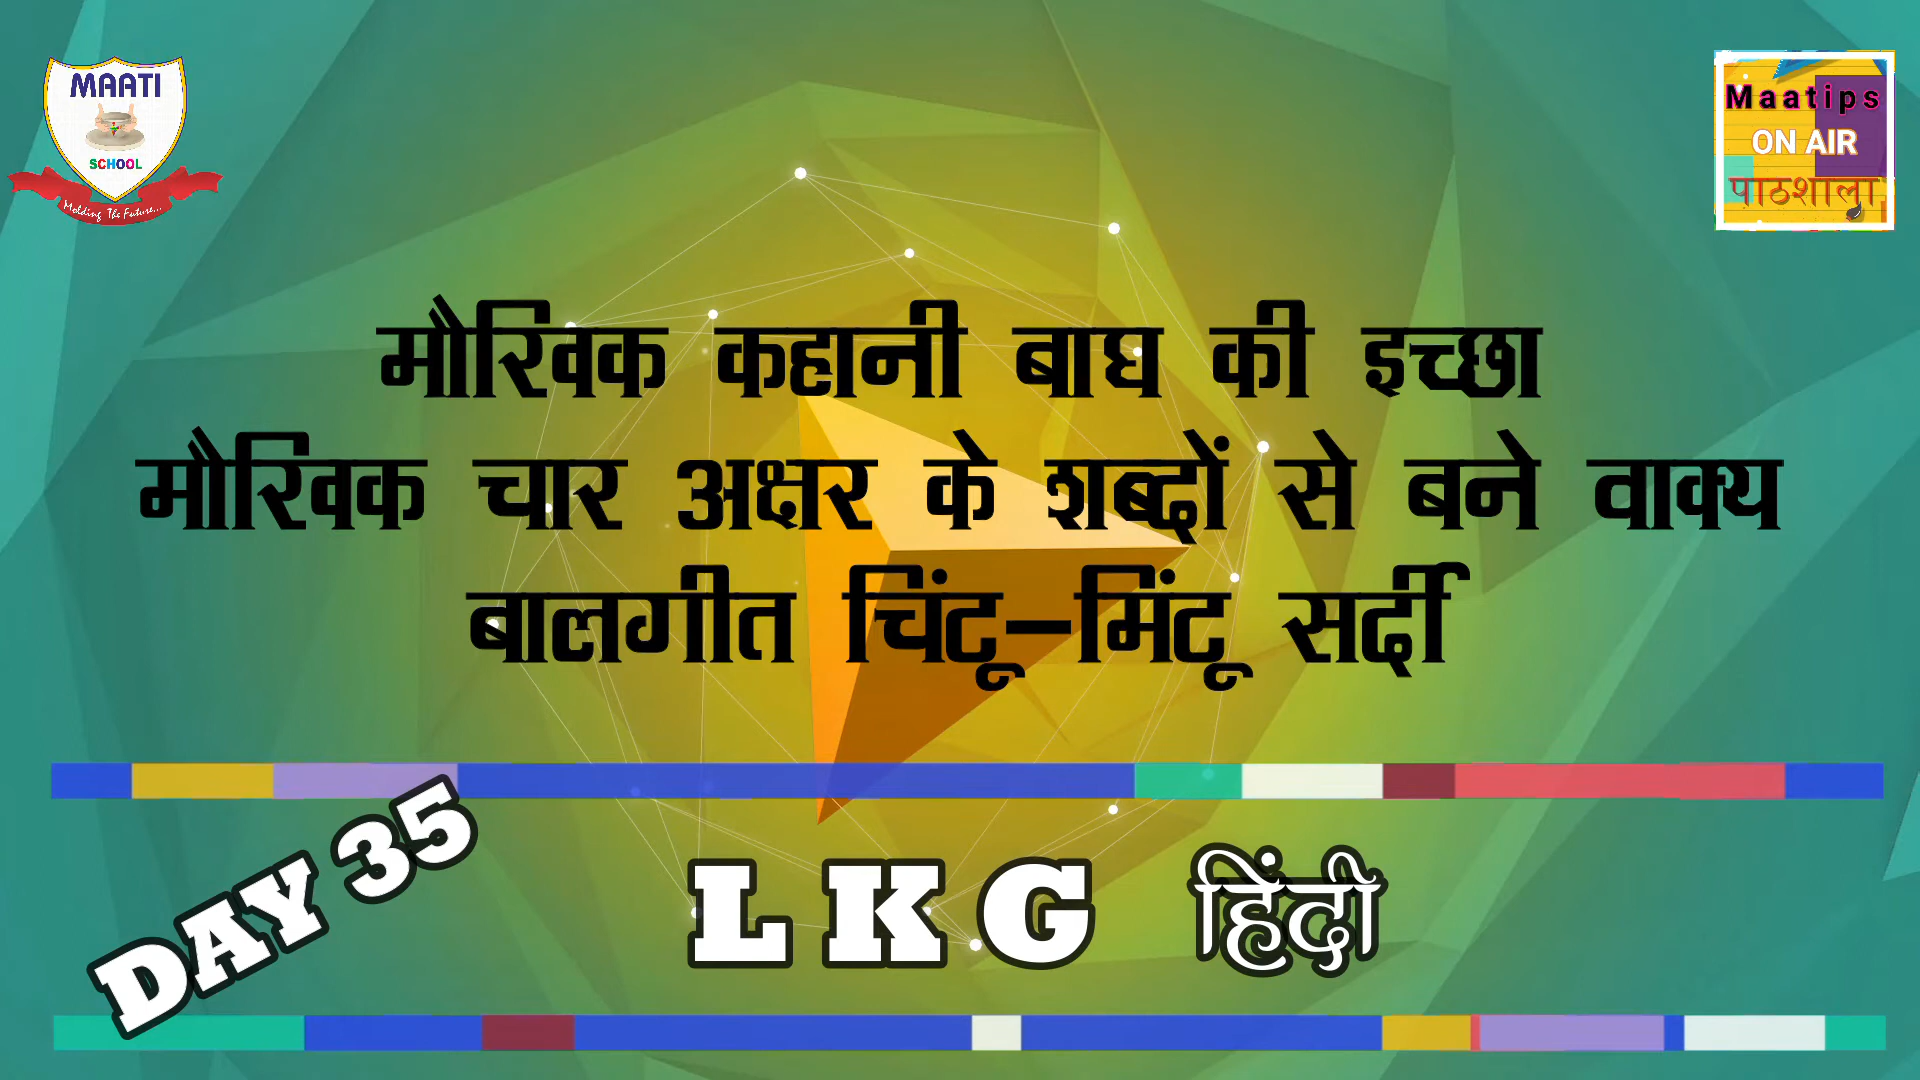 MAATI
SCHOOL
Molding The Future...
Maatips
ON AIR
पाठशाला
मौखिक कहानी बाघ की इच्छा
मौखिक चार अक्षर के शब्दों से बने वाक्य
बालगीत चिंटू-मिंटू सर्दी
DAY 35
LKG हिंदी